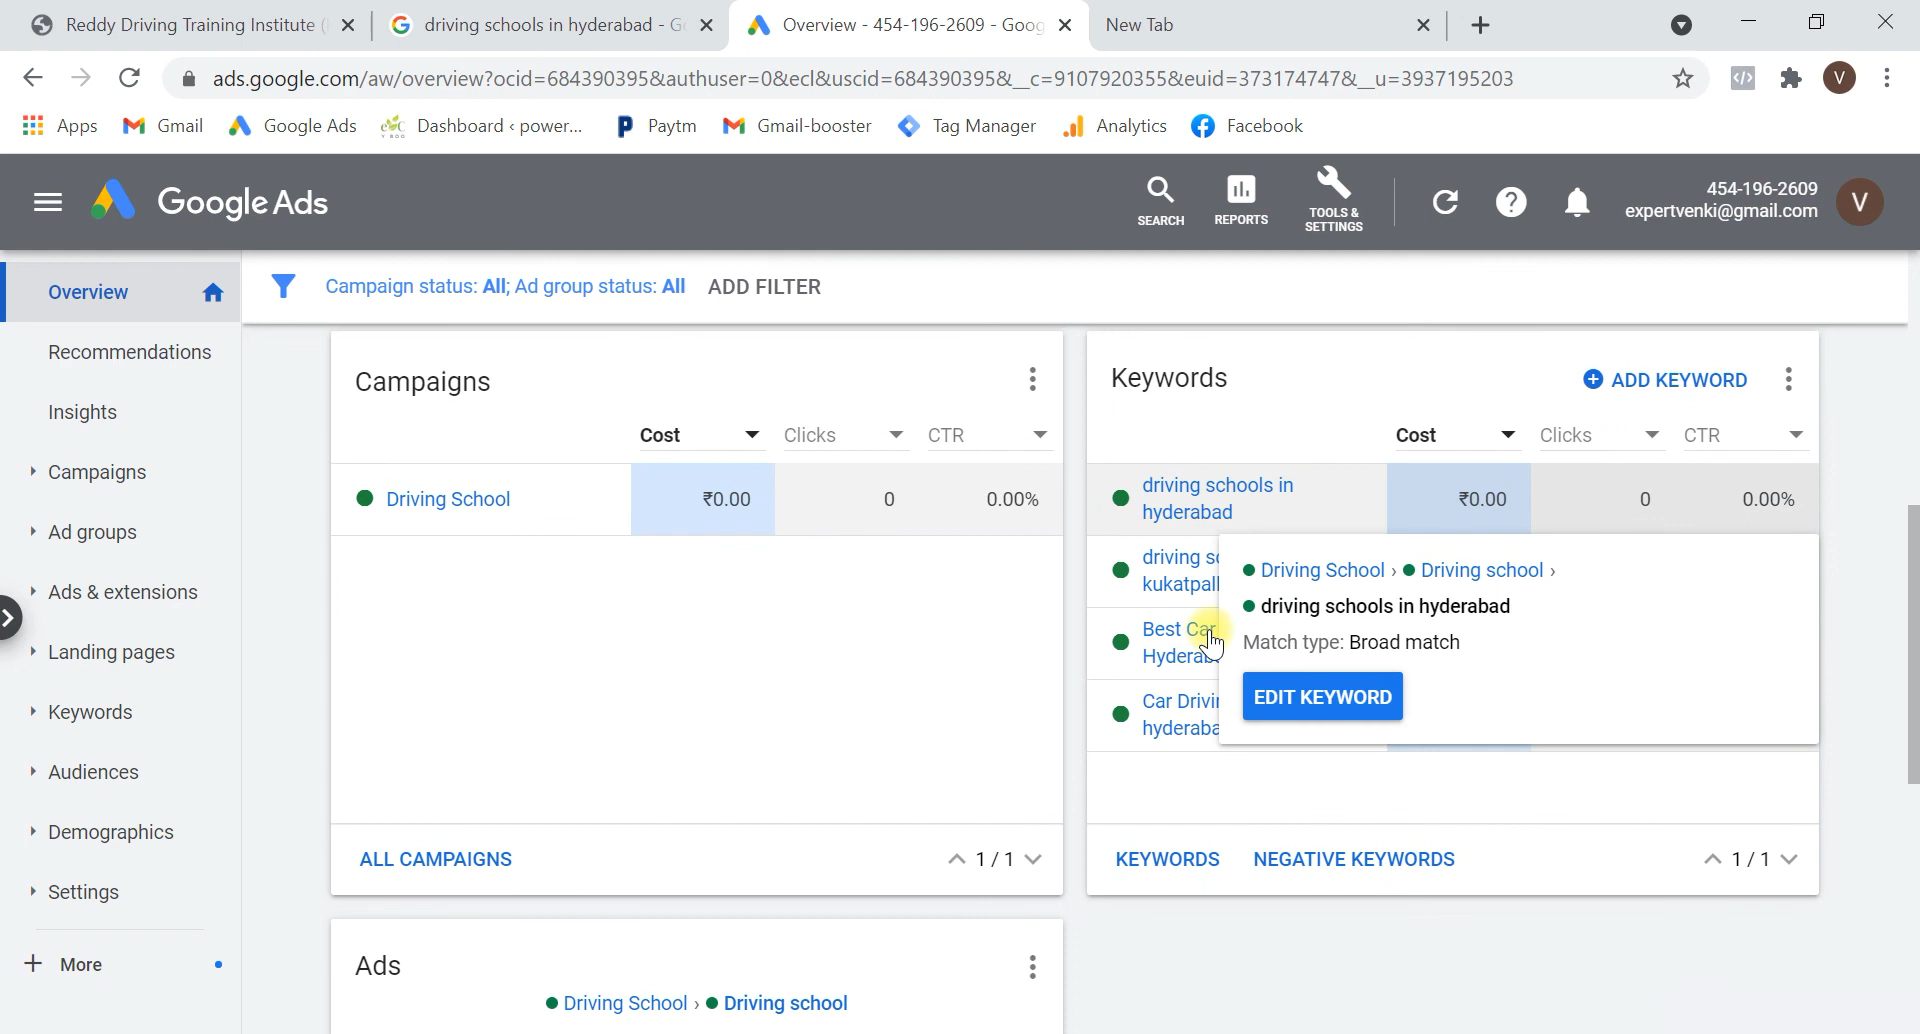 Reddy Driving Training Institute (
driving schools in hyderabad - G
Overview - 454-196-2609 - Goog
New Tab
ads.google.com/aw/overview?ocid=684390395&authuser=0&ecl&uscid=684390395&__c=9107920355&euid=373174747&__u=3937195203
V
Apps
Gmail
Google Ads
Dashboard ‹ power...
Paytm
Gmail-booster
Tag Manager
Analytics
Facebook
Google Ads
SEARCH
REPORTS
TOOLS &
SETTINGS
454-196-2609
expertvenki@gmail.com
V
Overview
Recommendations
Insights
Campaigns
Ad groups
Ads & extensions
Landing pages
Keywords
Audiences
Demographics
Settings
More
Campaign status: All; Ad group status: All ADD FILTER
Campaigns
Cost Clicks CTR
Driving School ₹0.00 0 0.00%
ALL CAMPAIGNS 1 / 1
Keywords
ADD KEYWORD
Cost Clicks CTR
driving schools in
hyderabad
₹0.00 0 0.00%
driving
kukatpall
Best Car
Hyderab
Car Drivi
hyderaba
Driving School › Driving school ›
driving schools in hyderabad
Match type: Broad match
EDIT KEYWORD
KEYWORDS NEGATIVE KEYWORDS 1 / 1
Ads
Driving School › Driving school